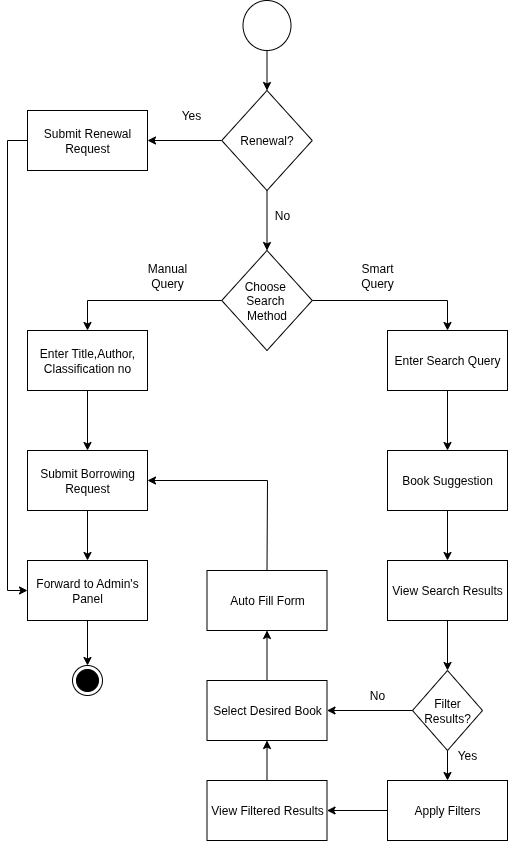 Yes
Submit Renewal
Request
Renewal?
No
Manual
Query
Smart
Query
Choose
Search
Method
Enter Title,Author,
Classification no
Enter Search Query
Submit Borrowing
Request
Book Suggestion
Forward to Admin's
Panel
Auto Fill Form
View Search Results
No
Filter
Results?
Select Desired Book
Yes
View Filtered Results
Apply Filters